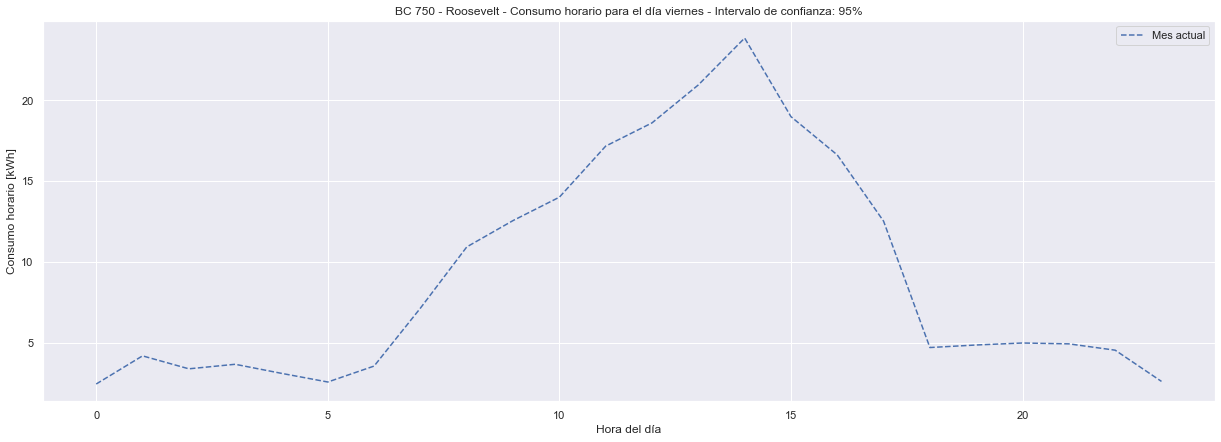 BC 750 - Roosevelt - Consumo horario para el día viernes - Intervalo de confianza: 95%
Mes actual
Consumo horario [kWh]
20
15
10
5
0 5 10 15 20
Hora del día